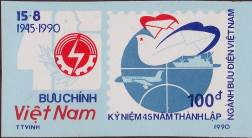 15-8
1945-1990
BƯU CHÍNH
Việt Nam
TTVINH
100đ
KỶ NIỆM 45 NĂM THÀNH LẬP
NGÀNH BƯU ĐIỆN VIỆT NAM
1990